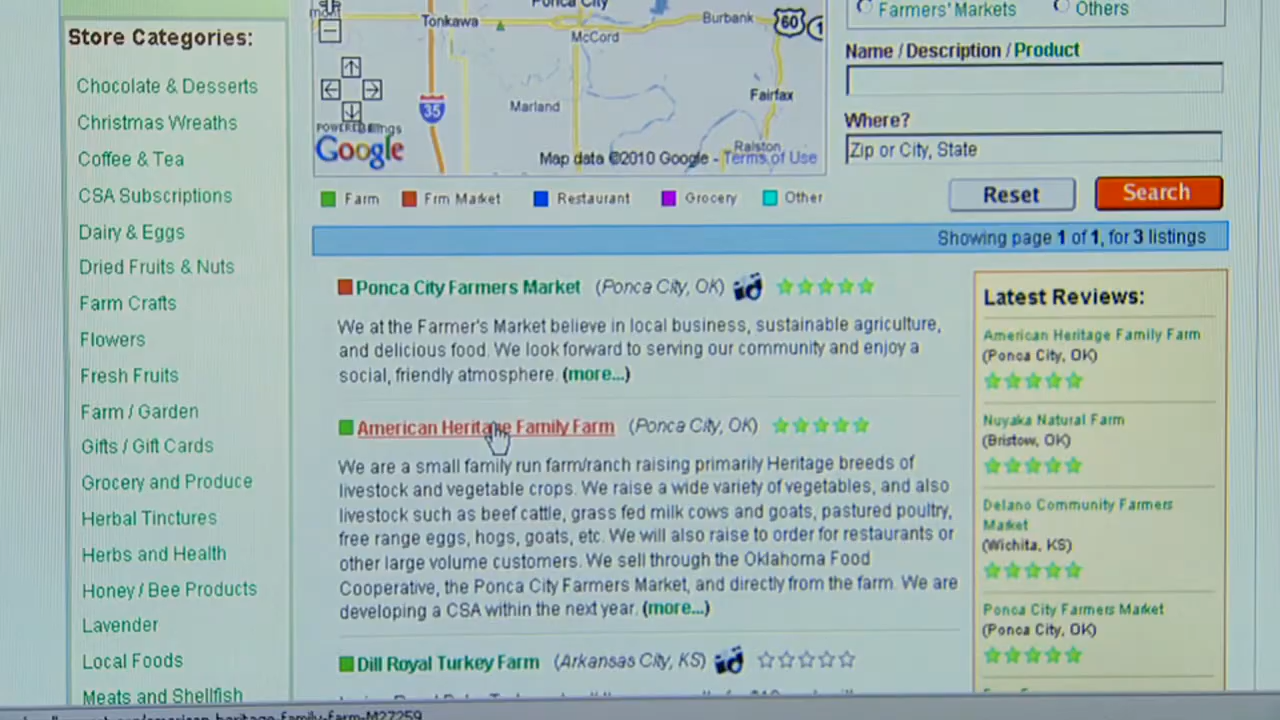 Ponca City
Tonkawa
McCord
Burbank
60
Marland
Fairfax
35
Ralston
POWERED
Google
Map data ©2010 Google - Terms of Use
Farmers' Markets
Others
Name / Description / Product
Where?
Zip or City, State
Reset
Search
Farm
Frm Market
Restaurant
Grocery
Other
Showing page 1 of 1, for 3 listings
Store Categories:
Chocolate & Desserts
Christmas Wreaths
Coffee & Tea
CSA Subscriptions
Dairy & Eggs
Dried Fruits & Nuts
Farm Crafts
Flowers
Fresh Fruits
Farm / Garden
Gifts / Gift Cards
Grocery and Produce
Herbal Tinctures
Herbs and Health
Honey / Bee Products
Lavender
Local Foods
Meats and Shellfish
Ponca City Farmers Market (Ponca City, OK)
We at the Farmer's Market believe in local business, sustainable agriculture,
and delicious food. We look forward to serving our community and enjoy a
social, friendly atmosphere. (more...)
American Heritage Family Farm (Ponca City, OK)
We are a small family run farm/ranch raising primarily Heritage breeds of
livestock and vegetable crops. We raise a wide variety of vegetables, and also
livestock such as beef cattle, grass fed milk cows and goats, pastured poultry,
free range eggs, hogs, goats, etc. We will also raise to order for restaurants or
other large volume customers. We sell through the Oklahoma Food
Cooperative, the Ponca City Farmers Market, and directly from the farm. We are
developing a CSA within the next year. (more...)
Dill Royal Turkey Farm (Arkansas City, KS)
Latest Reviews:
American Heritage Family Farm
(Ponca City, OK)
Nuyaka Natural Farm
(Bristow, OK)
Delano Community Farmers
Market
(Wichita, KS)
Ponca City Farmers Market
(Ponca City, OK)